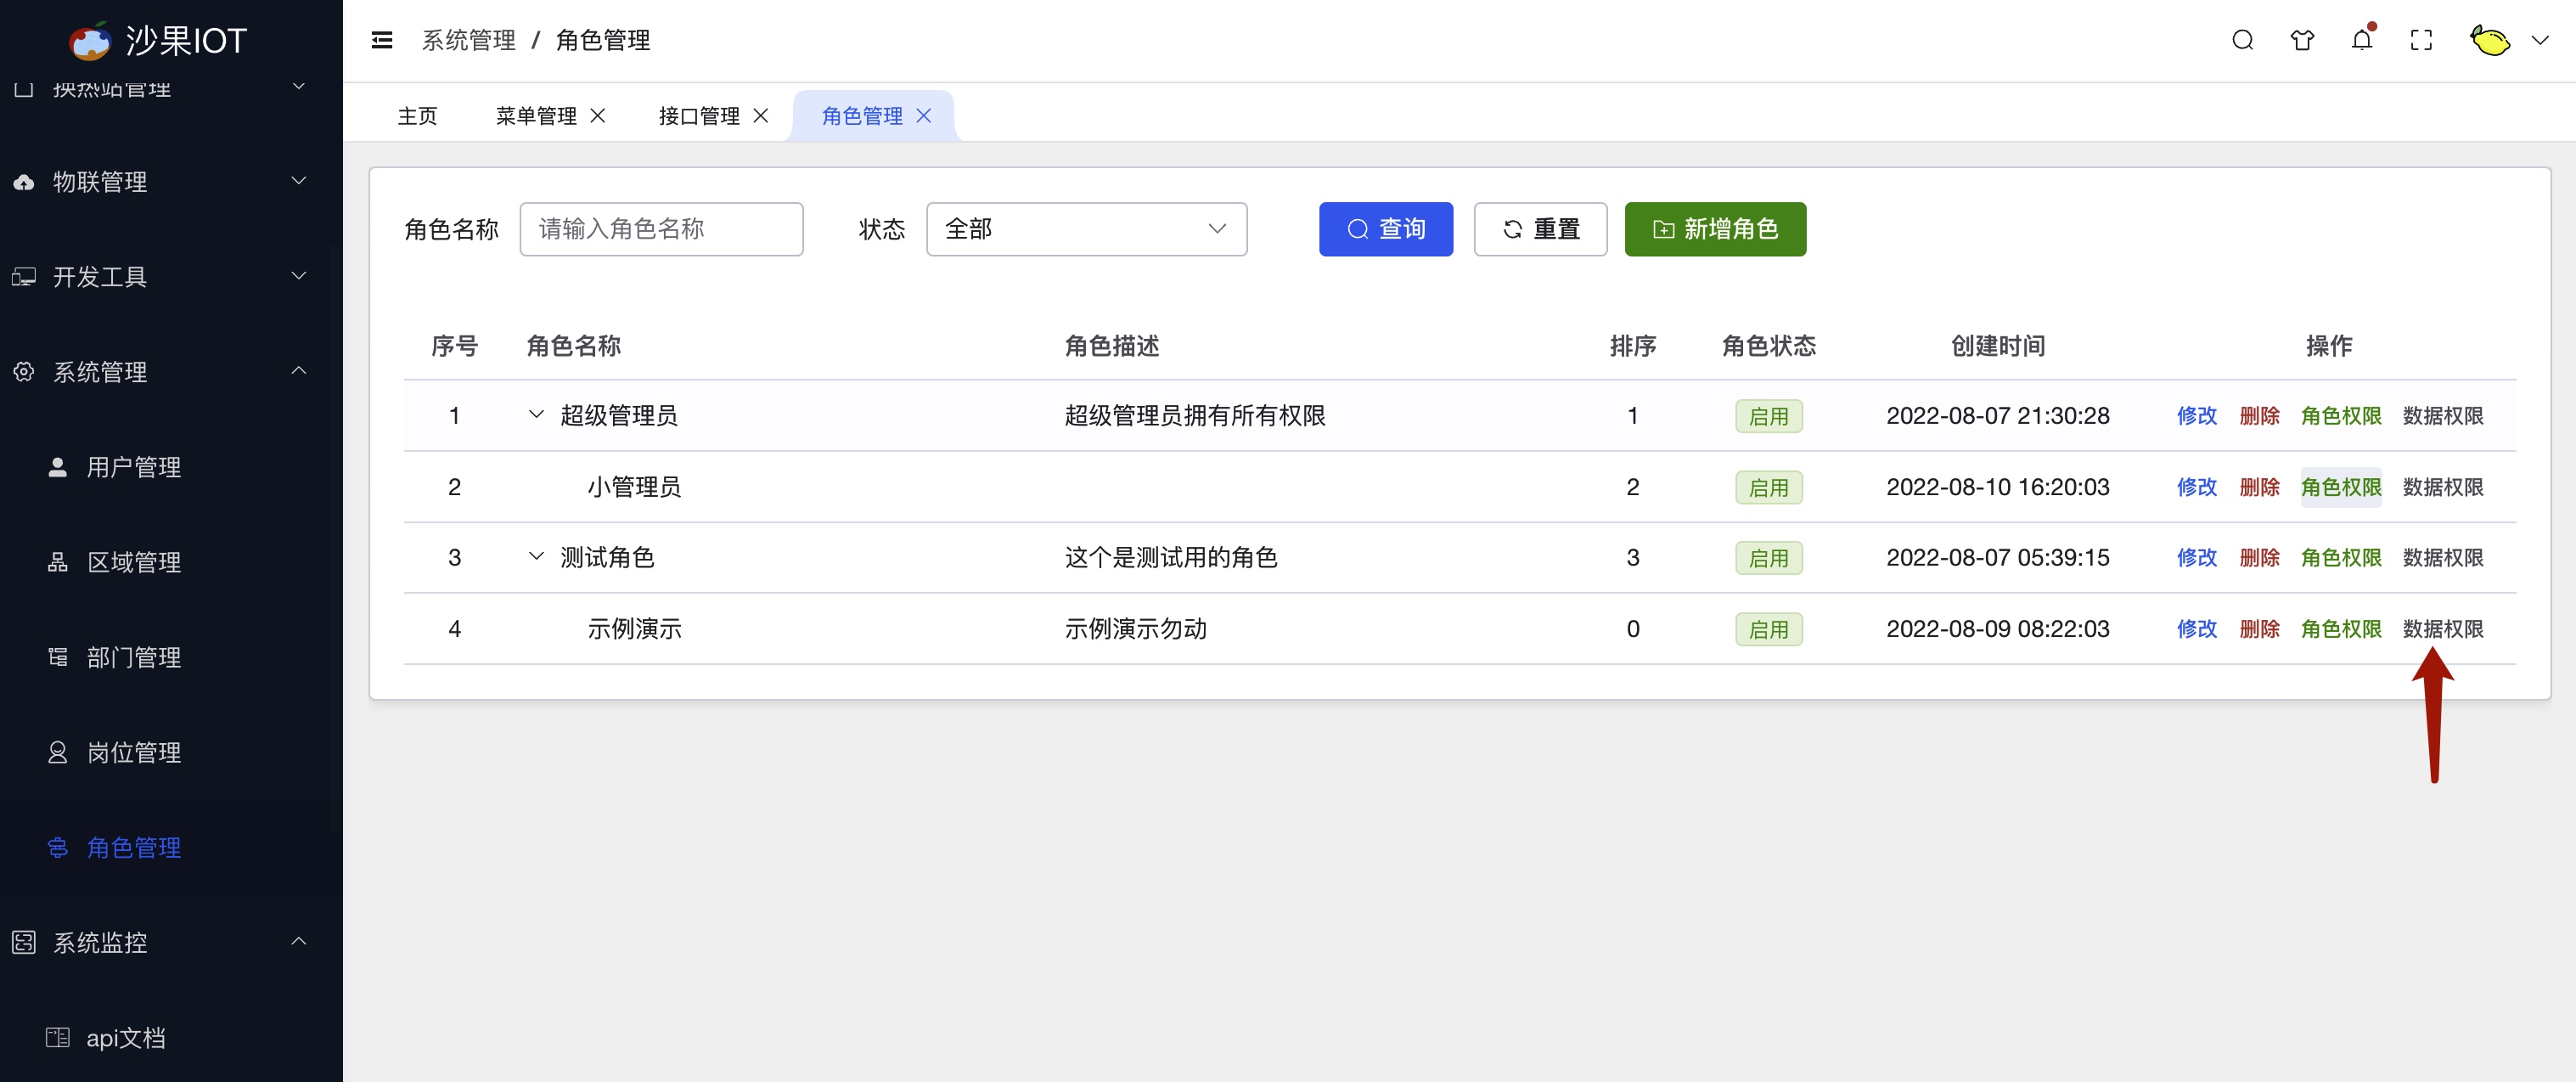 沙果IOT
换热站管理
物联管理
开发工具
系统管理
用户管理
区域管理
部门管理
岗位管理
角色管理
系统监控
api文档
系统管理 / 角色管理
主页 菜单管理 接口管理 角色管理
角色名称 请输入角色名称 状态 全部 查询 重置 新增角色
序号 角色名称 角色描述 排序 角色状态 创建时间 操作
1 超级管理员 超级管理员拥有所有权限 1 启用 2022-08-07 21:30:28 修改 删除 角色权限 数据权限
2 小管理员 2 启用 2022-08-10 16:20:03 修改 删除 角色权限 数据权限
3 测试角色 这个是测试用的角色 3 启用 2022-08-07 05:39:15 修改 删除 角色权限 数据权限
4 示例演示 示例演示勿动 0 启用 2022-08-09 08:22:03 修改 删除 角色权限 数据权限